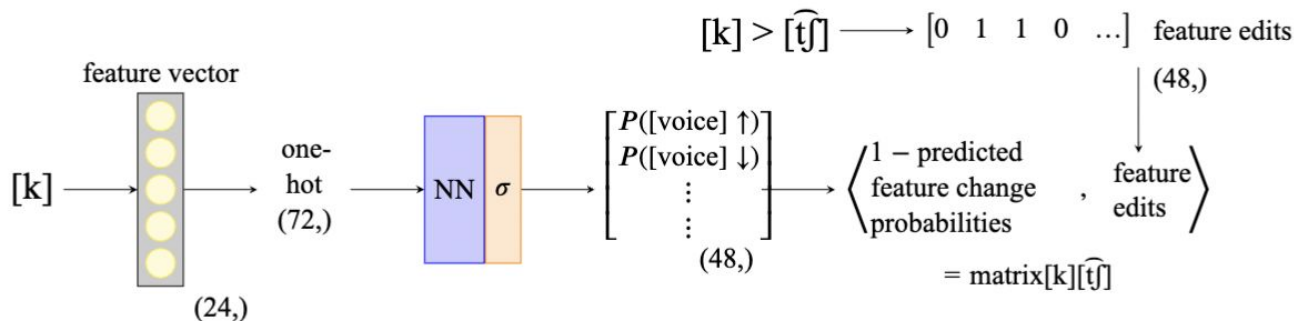 [k] > [t͡ʃ] ⟶ [0 1 1 0 …] feature edits
(48,)
feature vector
[k]
(24,)
one-
hot
(72,)
NN
σ
P([voice] ↑)
P([voice] ↓)
⋮
⋮
(48,)
1 − predicted
feature change
probabilities
,
feature
edits
= matrix[k][t͡ʃ]